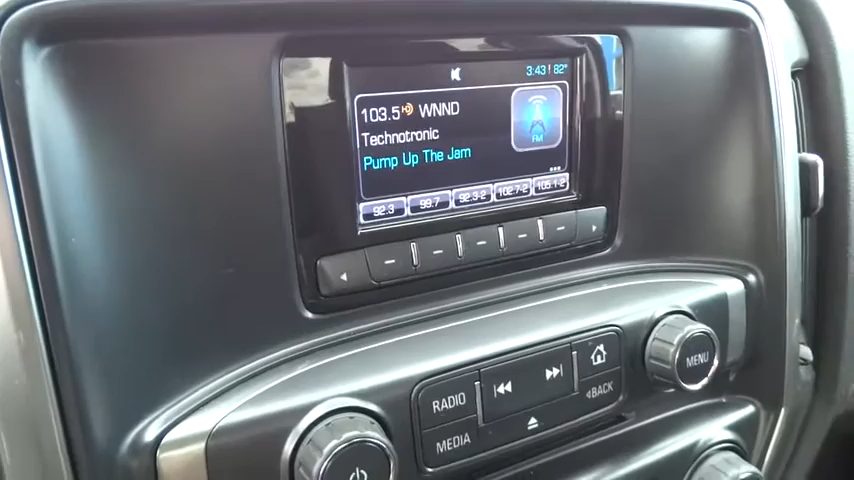 3:43 82°
103.5 HD WNND
Technotronic
Pump Up The Jam
FM
92.3 99.7 92.3-2 102.7-2 105.1-2
RADIO
MEDIA
BACK
MENU